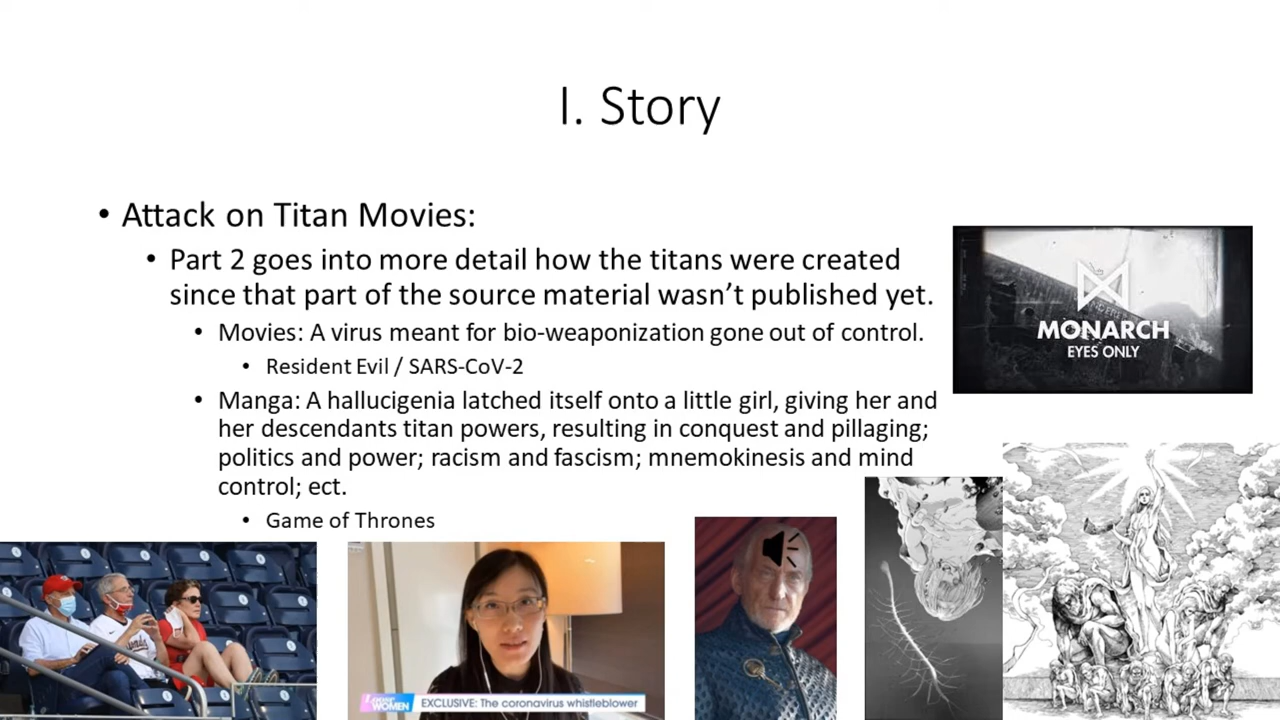 I. Story
• Attack on Titan Movies:
• Part 2 goes into more detail how the titans were created
since that part of the source material wasn’t published yet.
• Movies: A virus meant for bio-weaponization gone out of control.
• Resident Evil / SARS-CoV-2
• Manga: A hallucigenia latched itself onto a little girl, giving her and
her descendants titan powers, resulting in conquest and pillaging;
politics and power; racism and fascism; mnemokinesis and mind
control; ect.
• Game of Thrones
MONARCH
EYES ONLY
LOOSE
WOMEN
EXCLUSIVE: The coronavirus whistleblower